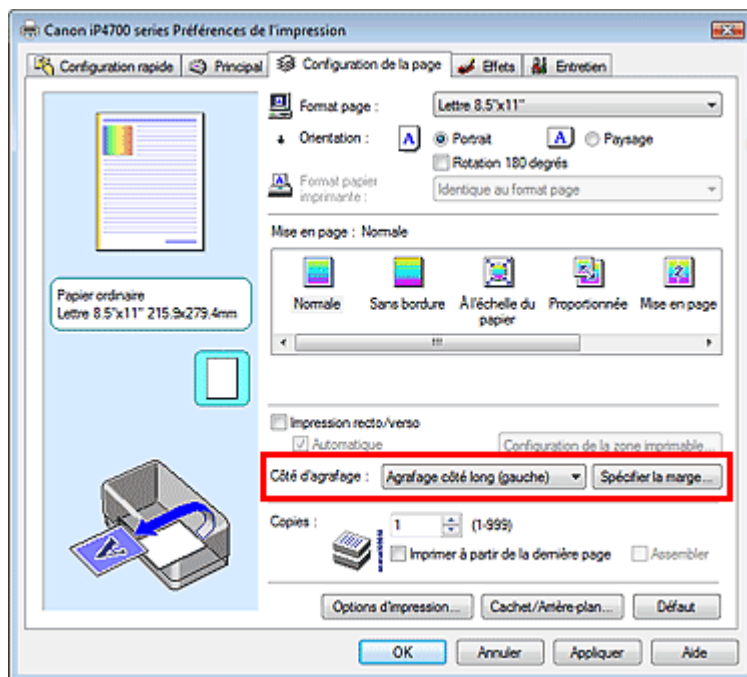 Canon iP4700 series Préférences de l'impression
Configuration rapide Principal Configuration de la page Effets Entretien
Format page : Lettre 8.5"x11"
Orientation : A Portrait A Paysage
Rotation 180 degrés
Format papier
imprimante : Identique au format page
Mise en page : Normale
Normale Sans bordure À l'échelle du
papier Proportionnée Mise en page
Papier ordinaire
Lettre 8.5"x11" 215.9x279.4mm
Impression recto/verso
Automatique Configuration de la zone imprimable...
Côté d'agrafage : Agrafage côté long (gauche) Spécifier la marge...
Copies : 1 (1-999)
Imprimer à partir de la dernière page Assembler
Options d'impression... Cachet/Arrière-plan... Défaut
OK Annuler Appliquer Aide